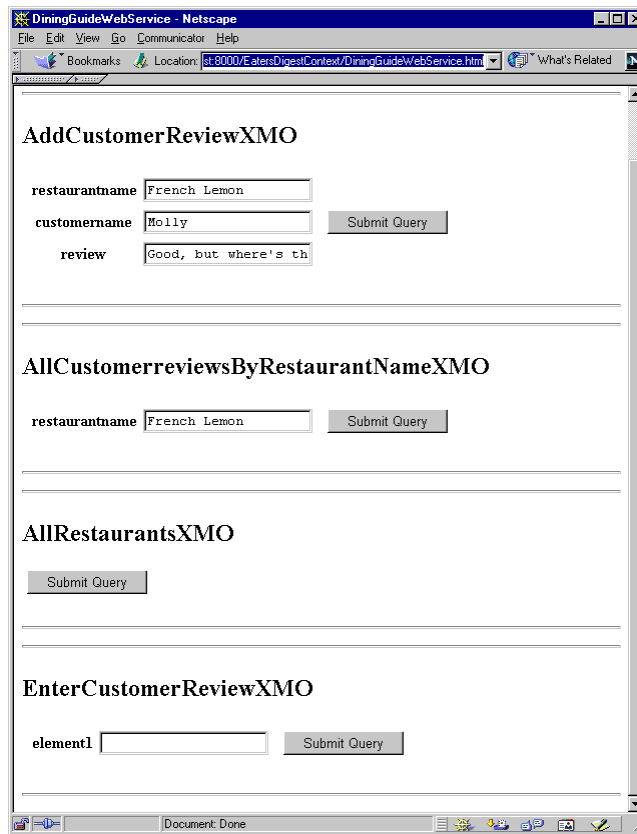 DiningGuideWebService - Netscape
File Edit View Go Communicator Help
Bookmarks Location: st:8000/EatersDigestContext/DiningGuideWebService.html What's Related N
AddCustomerReviewXMO
restaurantname French Lemon
customername Molly Submit Query
review Good, but where's th
AllCustomerreviewsByRestaurantNameXMO
restaurantname French Lemon Submit Query
AllRestaurantsXMO
Submit Query
EnterCustomerReviewXMO
element1 Submit Query
Document: Done